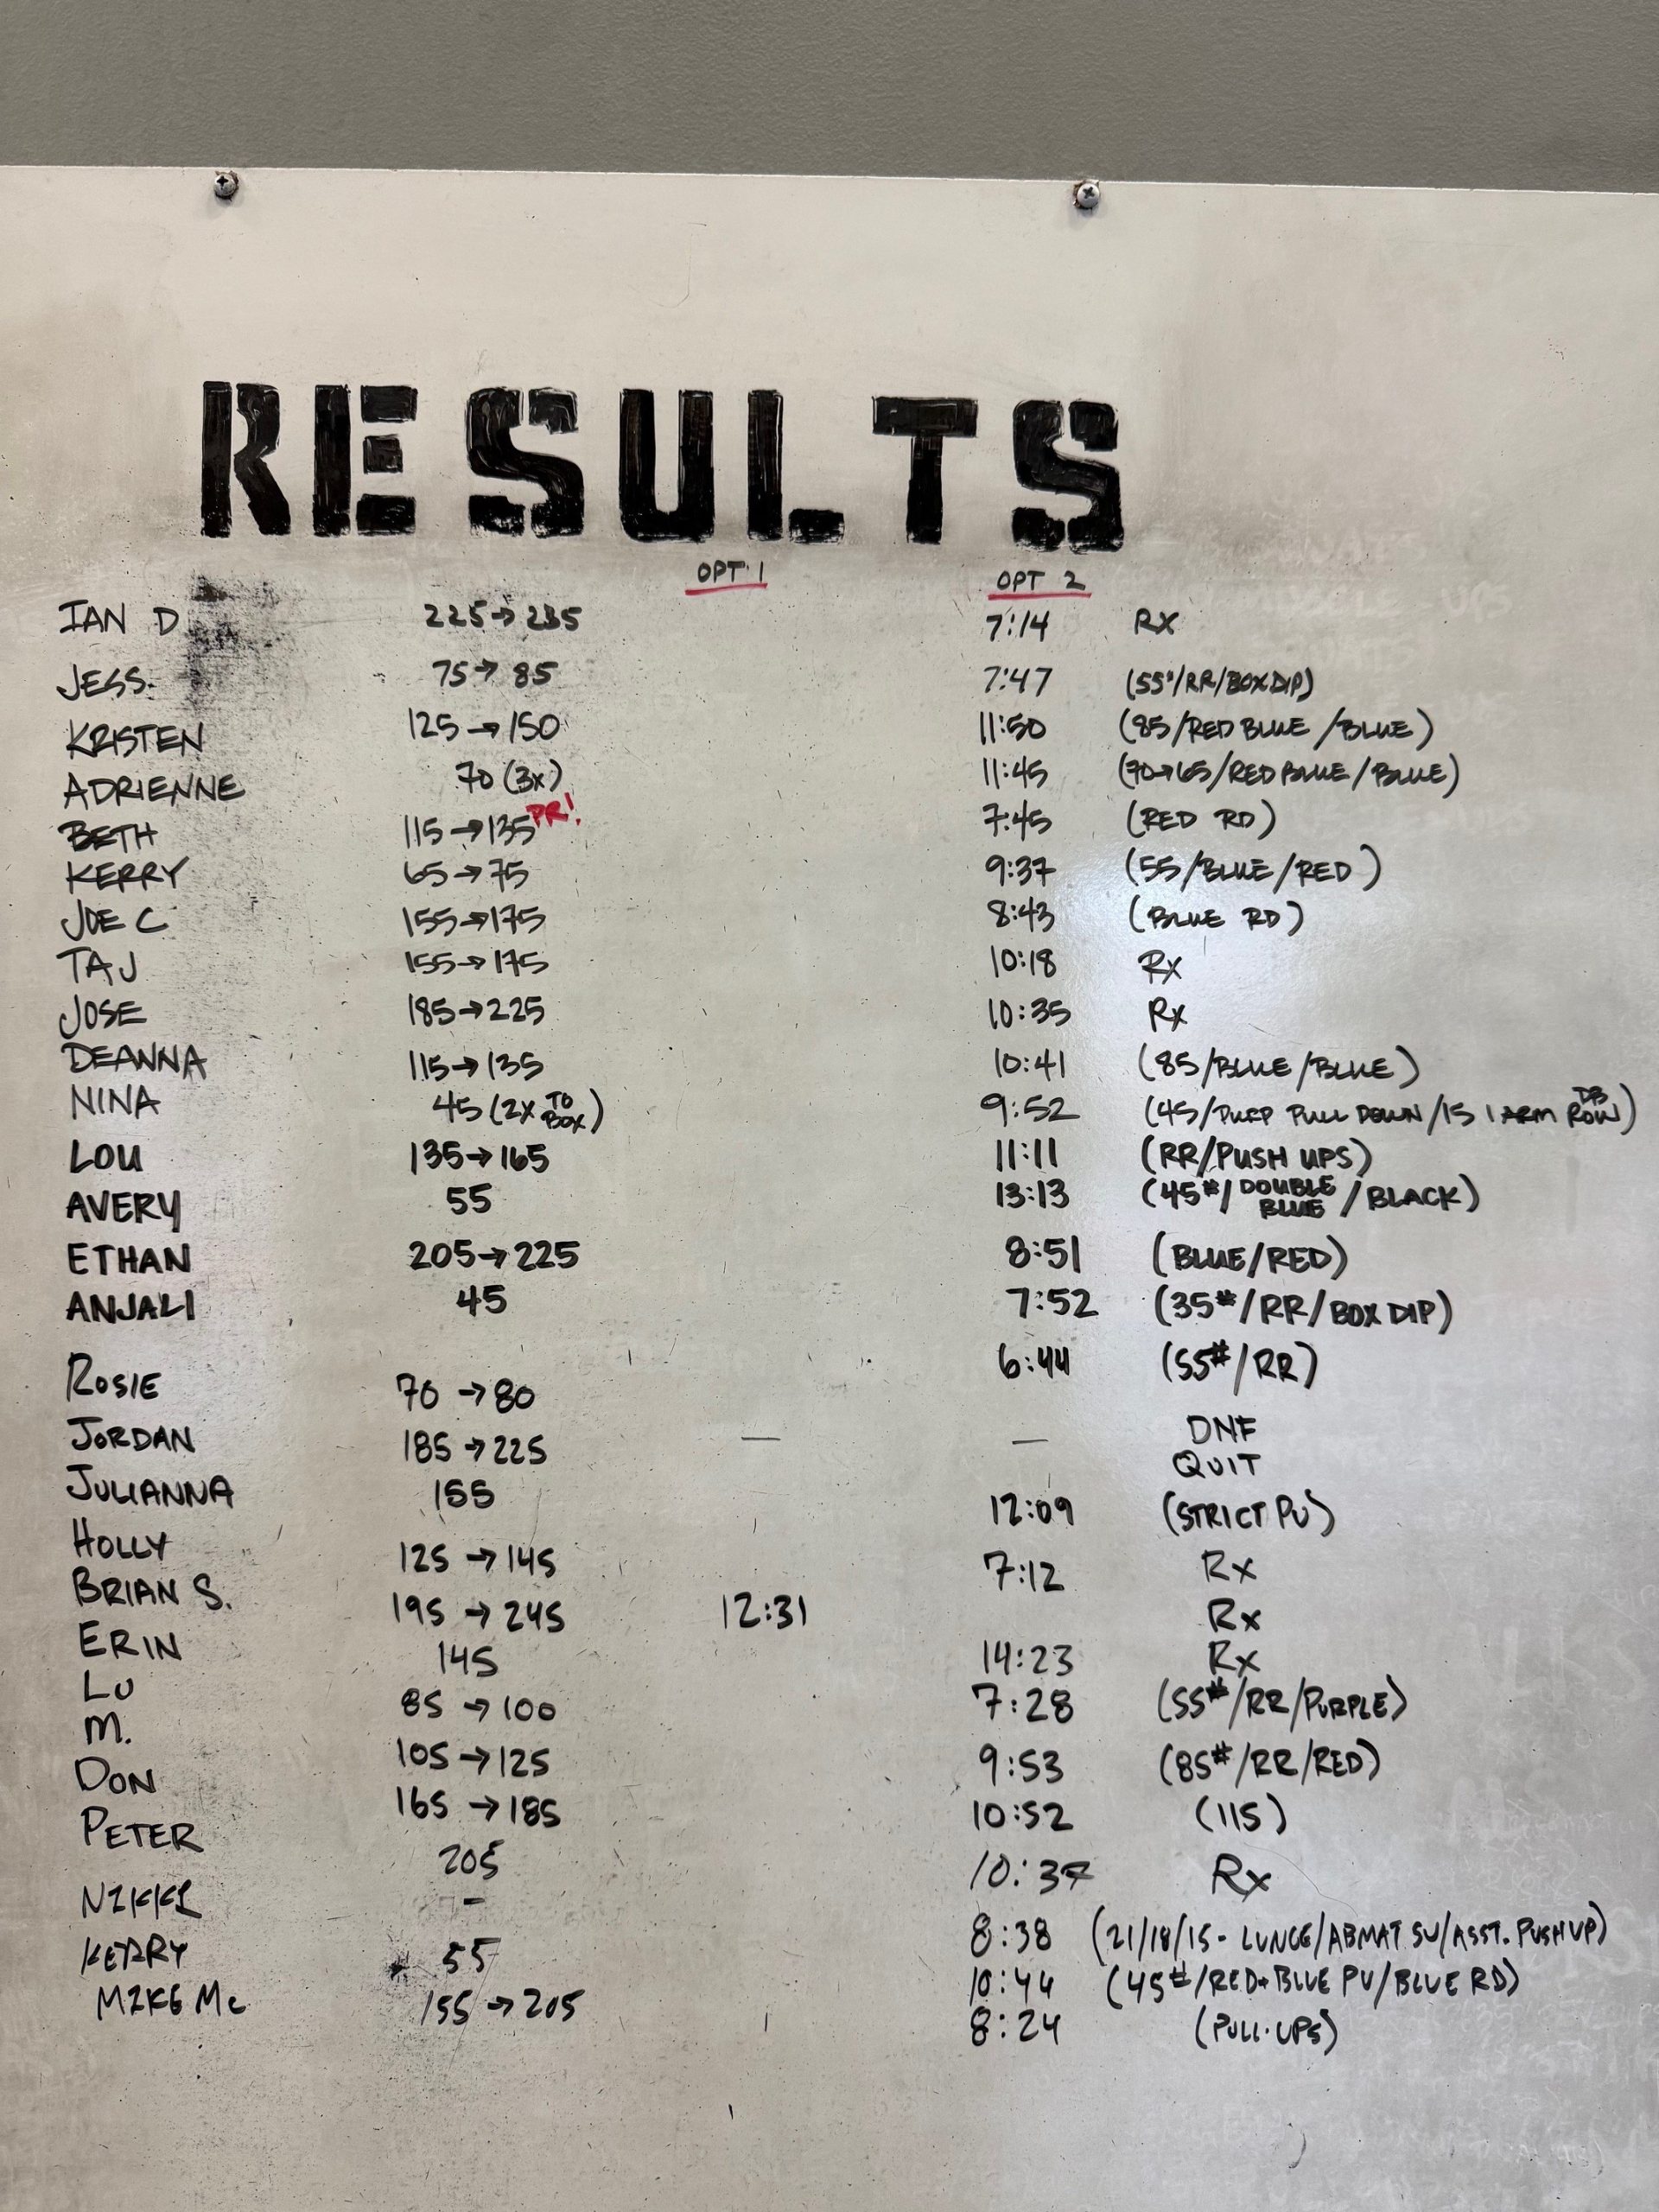 RESULTS
OPT 1 OPT 2
IAN D 225→235 7:14 Rx
JESS. 75→85 7:47 (55#/RR/BOX DIP)
KRISTEN 125→150 11:50 (85/RED BLUE/BLUE)
ADRIENNE 70 (3x) 11:45 (70→65/RED BLUE/BLUE)
BETH 115→135 PR! 7:45 (RED RD)
KERRY 65→75 9:37 (55/BLUE/RED)
JOE C 155→175 8:43 (BLUE RD)
TAJ 155→175 10:18 Rx
JOSE 185→225 10:35 Rx
DEANNA 115→135 10:41 (85/BLUE/BLUE)
NINA 45 (2x TO BOX) 9:52 (45/ PULL DOWN/15 1 ARM DB ROW)
LOU 135→165 11:11 (RR/PUSH UPS)
AVERY 55 13:13 (45#/DOUBLE BLUE/BLACK)
ETHAN 205→225 8:51 (BLUE/RED)
ANJALI 45 7:52 (35#/RR/BOX DIP)
ROSIE 70→80 6:44 (55#/RR)
JORDAN 185→225 — — DNF QUIT
JULIANNA 155 12:09 (STRICT PU)
HOLLY 125→145 7:12 Rx
BRIAN S. 195→245 12:31 Rx
ERIN 145 14:23 Rx
LU 85→100 7:28 (55#/RR/PURPLE)
M. 105→125 9:53 (85#/RR/RED)
DON 165→185 10:52 (115)
PETER 205 10:37 Rx
NIKKI - 8:38 (21/18/15- LUNGE/ABMAT SU/ASST. PUSHUP)
KERRY 55 10:44 (45#/RED+BLUE PU/BLUE RD)
MIKE Mc 155→205 8:24 (PULL-UPS)